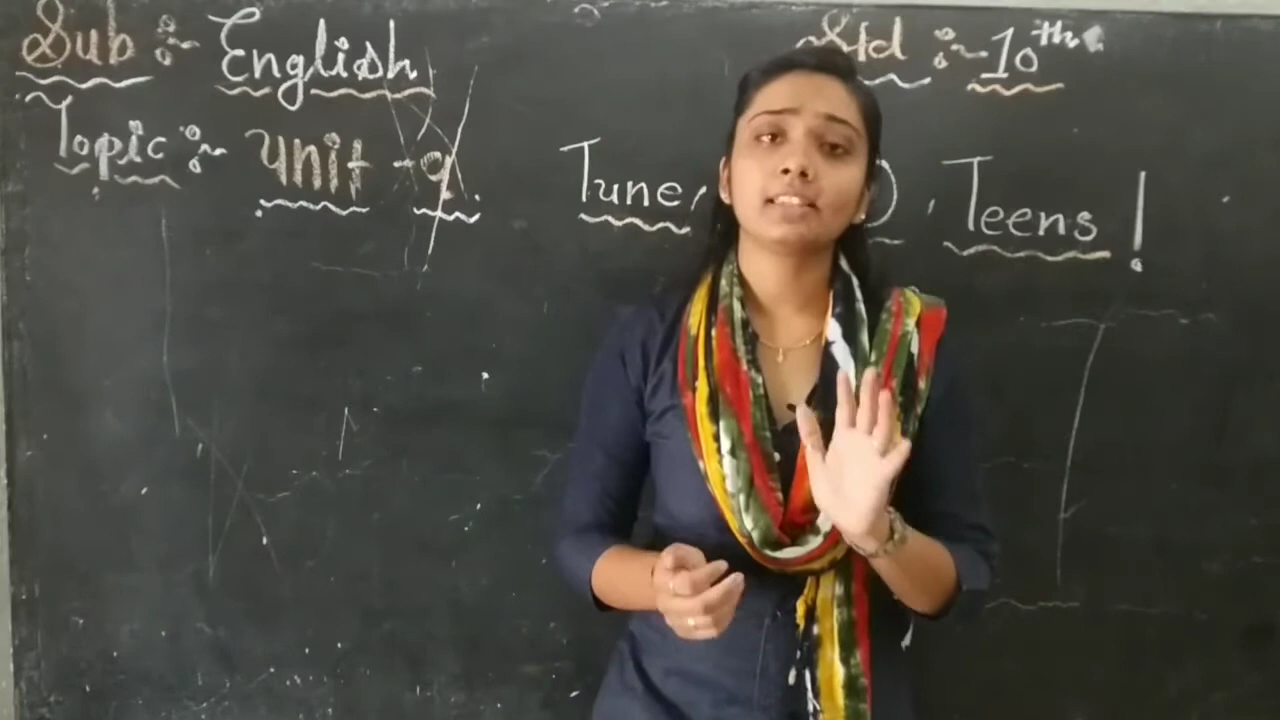 Sub :~ English
Std :~ 10th
Topic :~ Unit - 9.
Tune, Teens!